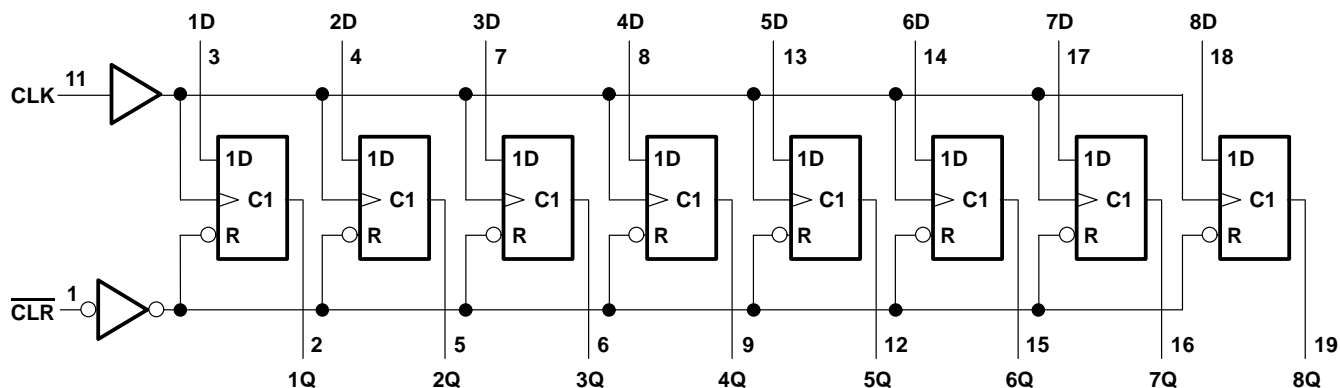 1D 2D 3D 4D 5D 6D 7D 8D
3 4 7 8 13 14 17 18
CLK 11
1D 1D 1D 1D 1D 1D 1D 1D
C1 C1 C1 C1 C1 C1 C1 C1
R R R R R R R R
CLR 1
2 5 6 9 12 15 16 19
1Q 2Q 3Q 4Q 5Q 6Q 7Q 8Q